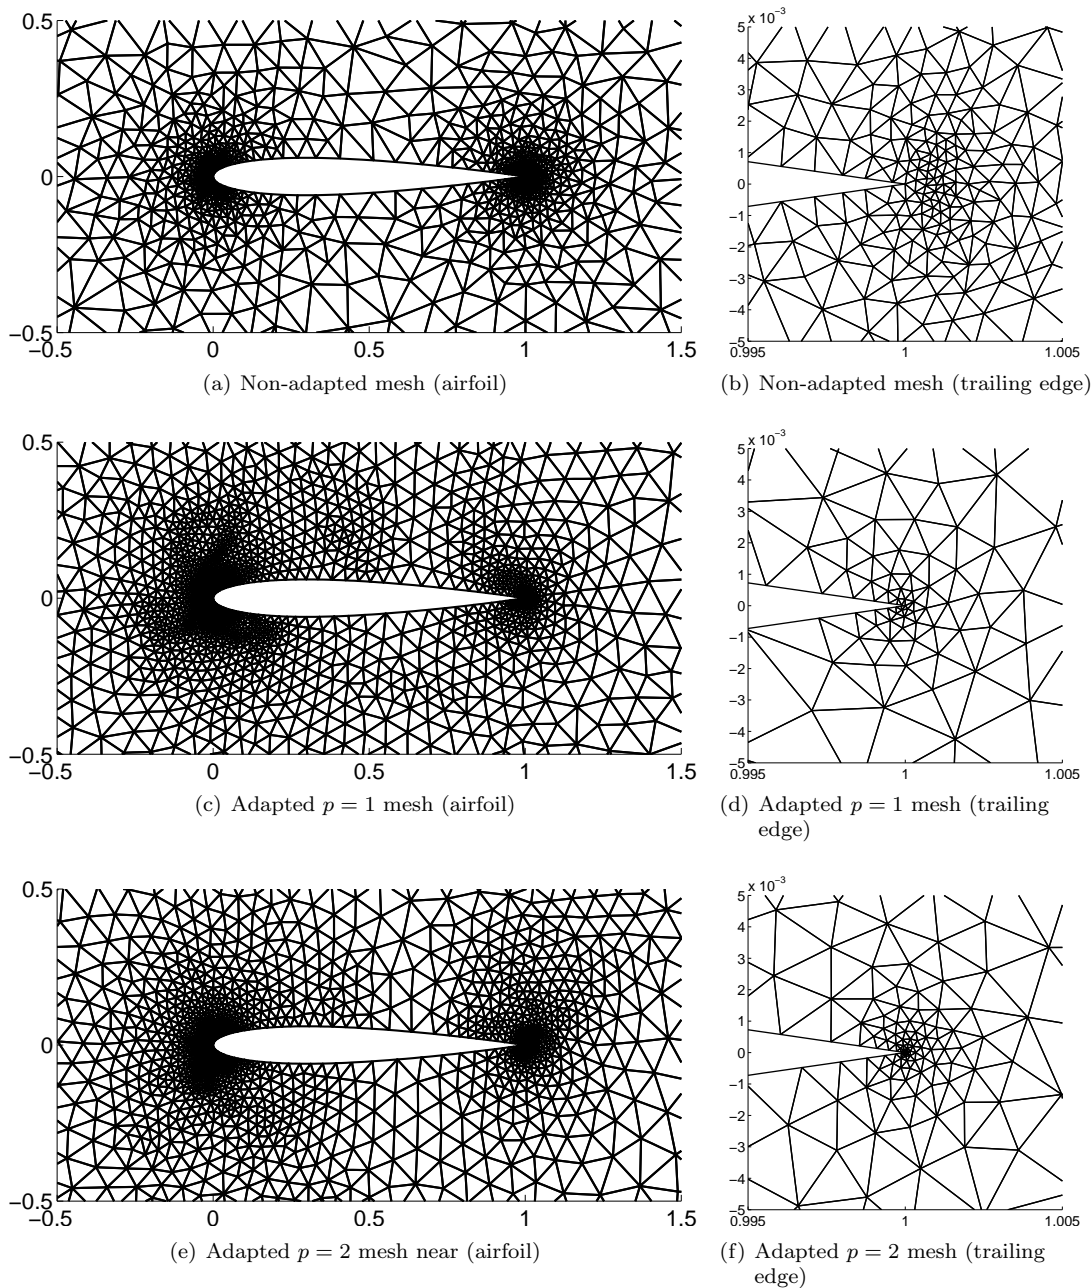 0.5
0
−0.5
−0.5 0 0.5 1 1.5
(a) Non-adapted mesh (airfoil)
x 10⁻³
5
4
3
2
1
0
−1
−2
−3
−4
−5
0.995 1 1.005
(b) Non-adapted mesh (trailing edge)
0.5
0
−0.5
−0.5 0 0.5 1 1.5
(c) Adapted p = 1 mesh (airfoil)
x 10⁻³
5
4
3
2
1
0
−1
−2
−3
−4
−5
0.995 1 1.005
(d) Adapted p = 1 mesh (trailing
edge)
0.5
0
−0.5
−0.5 0 0.5 1 1.5
(e) Adapted p = 2 mesh near (airfoil)
x 10⁻³
5
4
3
2
1
0
−1
−2
−3
−4
−5
0.995 1 1.005
(f) Adapted p = 2 mesh (trailing
edge)